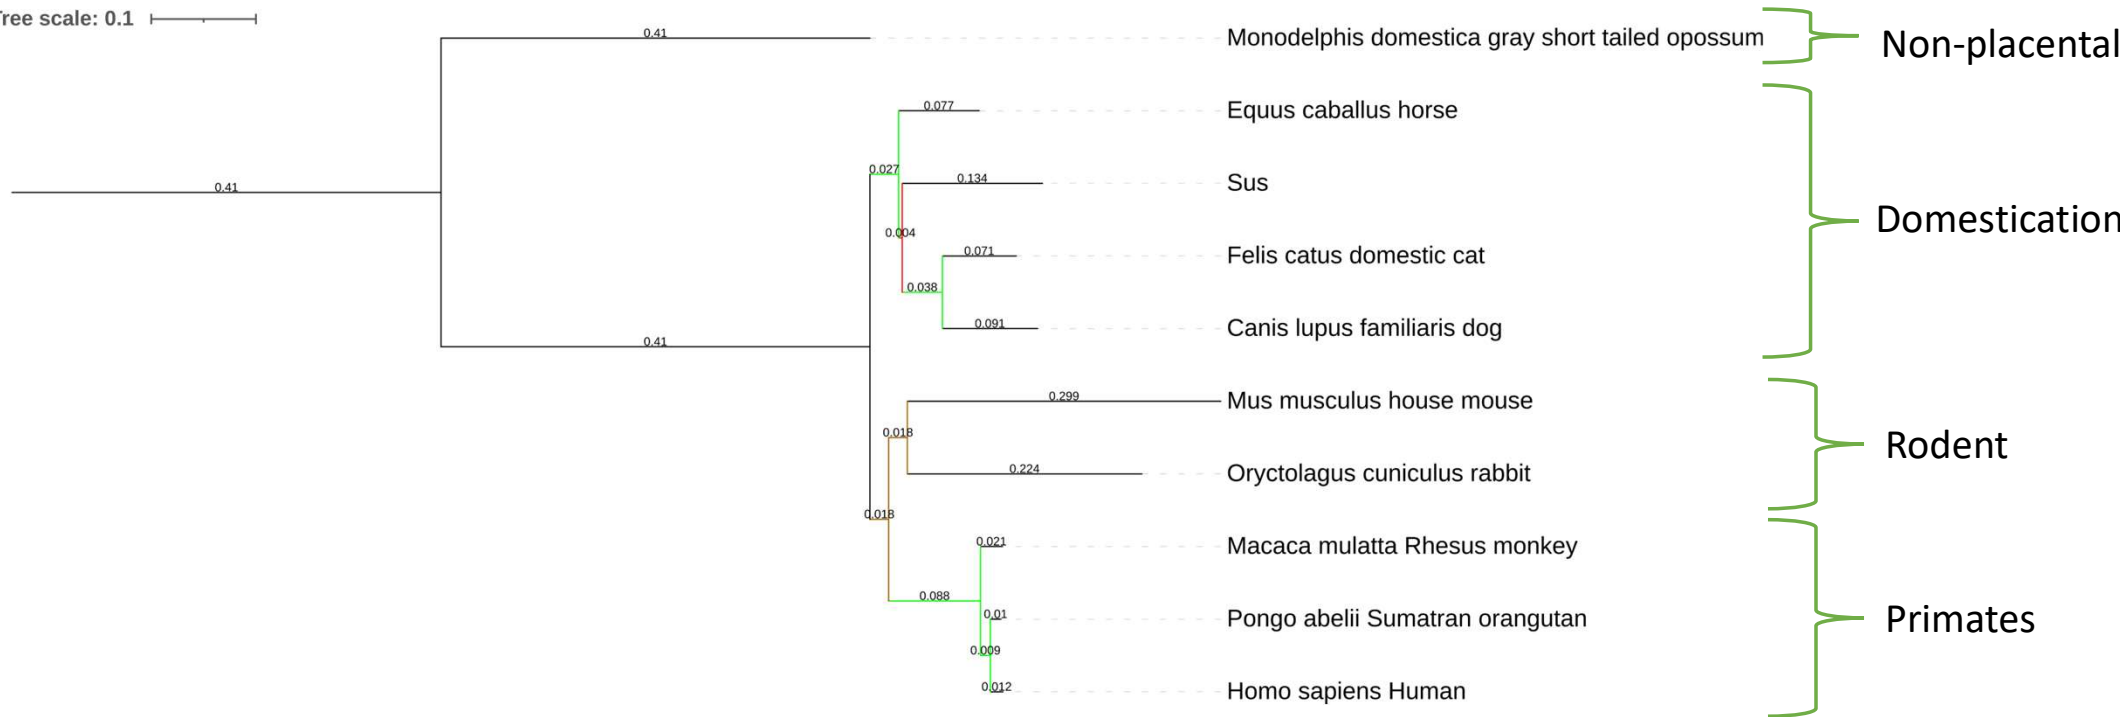 ree scale: 0.1
0.41
Monodelphis domestica gray short tailed opossum
Non-placental
0.077
Equus caballus horse
0.027
0.134
Sus
0.41
Domestication
0.004
0.071
Felis catus domestic cat
0.038
0.091
Canis lupus familiaris dog
0.41
0.299
Mus musculus house mouse
0.018
Rodent
0.224
Oryctolagus cuniculus rabbit
0.018
0.021
Macaca mulatta Rhesus monkey
0.088
0.01
Pongo abelii Sumatran orangutan
Primates
0.009
0.012
Homo sapiens Human